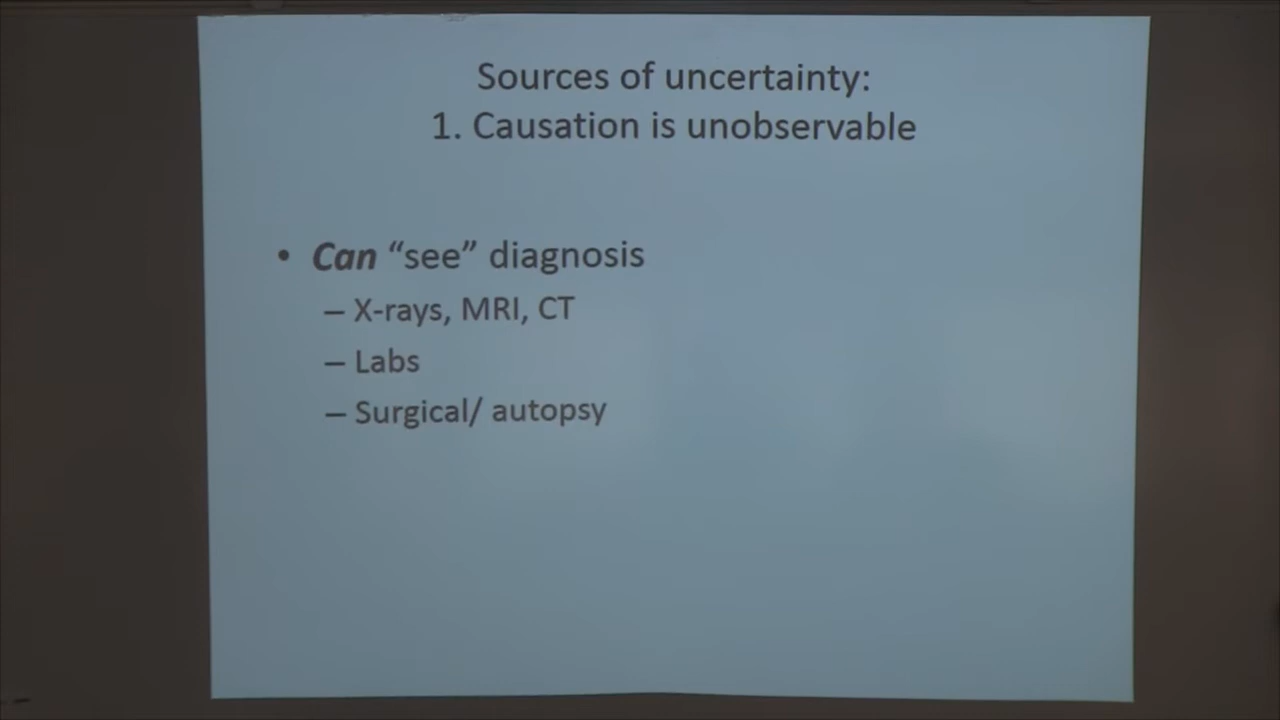 Sources of uncertainty:
1. Causation is unobservable
• Can “see” diagnosis
– X-rays, MRI, CT
– Labs
– Surgical/ autopsy